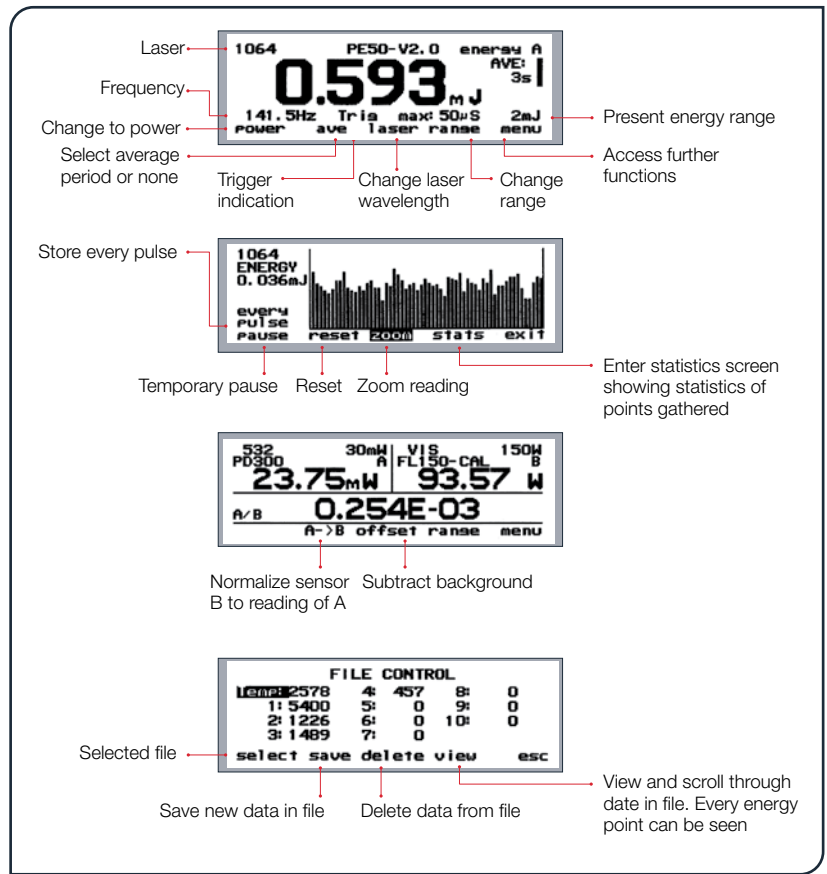 Laser
Frequency
Change to power
Select average
period or none
Trigger
indication
Change laser
wavelength
Change
range
Access further
functions
Present energy range
1064 PE50-V2.0 energy A
AVE:
3s
0.593mJ
141.5Hz Trig max: 50µS 2mJ
power ave laser range menu
Store every pulse
1064
ENERGY
0.036mJ
every
pulse
pause reset zoom stats exit
Temporary pause
Reset
Zoom reading
Enter statistics screen
showing statistics of
points gathered
532 30mW VIS 150W
PD300 A FL150-CAL B
23.75mW 93.57 W
A/B 0.254E-03
A->B offset range menu
Normalize sensor
B to reading of A
Subtract background
FILE CONTROL
Temp: 2578 4: 457 8: 0
1: 5400 5: 0 9: 0
2: 1226 6: 0 10: 0
3: 1489 7: 0
select save delete view esc
Selected file
Save new data in file
Delete data from file
View and scroll through
date in file. Every energy
point can be seen